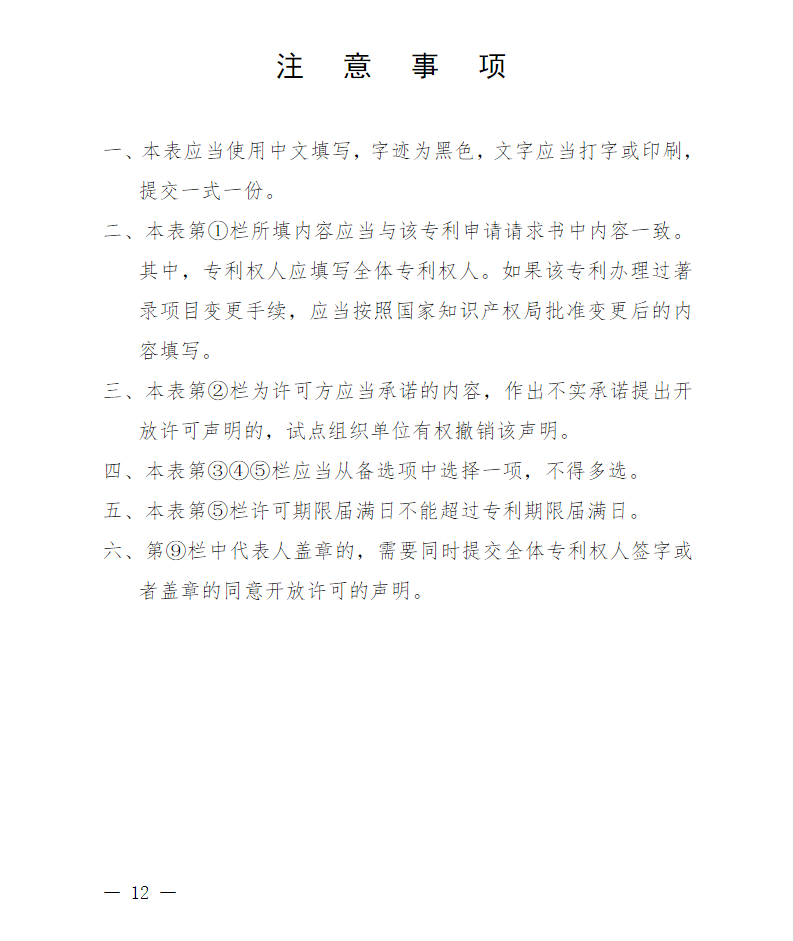 注 意 事 项
一、本表应当使用中文填写，字迹为黑色，文字应当打字或印刷，
提交一式一份。
二、本表第①栏所填内容应当与该专利申请请求书中内容一致。
其中，专利权人应填写全体专利权人。如果该专利办理过著
录项目变更手续，应当按照国家知识产权局批准变更后的内
容填写。
三、本表第②栏为许可方应当承诺的内容，作出不实承诺提出开
放许可声明的，试点组织单位有权撤销该声明。
四、本表第③④⑤栏应当从备选项中选择一项，不得多选。
五、本表第⑤栏许可期限届满日不能超过专利期限届满日。
六、第⑨栏中代表人盖章的，需要同时提交全体专利权人签字或
者盖章的同意开放许可的声明。
— 12 —